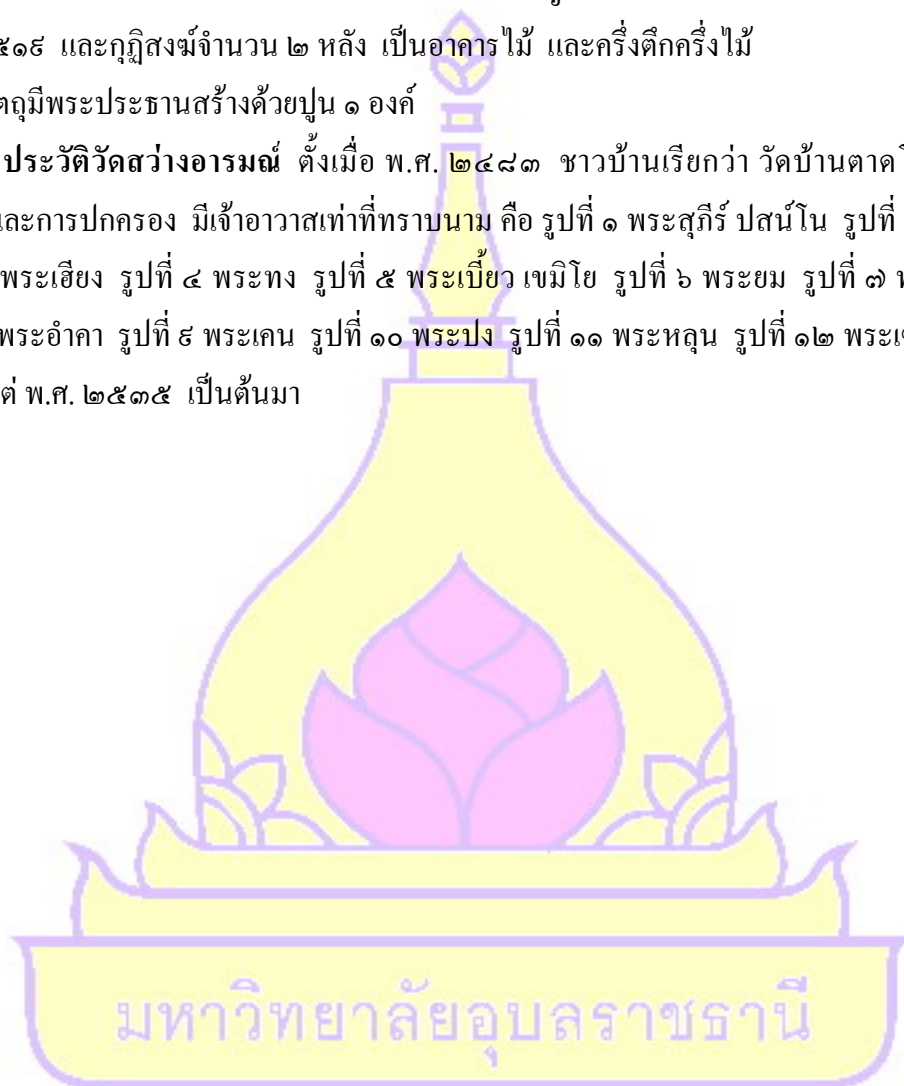 ๕๑๙ และกุฏิสงฆ์จำนวน ๒ หลัง เป็นอาคารไม้ และครึ่งตึกครึ่งไม้
ตถุมีพระประธานสร้างด้วยปูน ๑ องค์
ประวัติวัดสว่างอารมณ์ ตั้งเมื่อ พ.ศ. ๒๔๘๓ ชาวบ้านเรียกว่า วัดบ้านตาด
และการปกครอง มีเจ้าอาวาสเท่าที่ทราบนาม คือ รูปที่ ๑ พระสุภีร์ ปสนฺโน รูปที่
พระเฮียง รูปที่ ๔ พระทง รูปที่ ๕ พระเบี้ยว เขมิโย รูปที่ ๖ พระยม รูปที่ ๗
พระอำคา รูปที่ ๙ พระเคน รูปที่ ๑๐ พระปง รูปที่ ๑๑ พระหลุน รูปที่ ๑๒
ต่ พ.ศ. ๒๕๓๕ เป็นต้นมา
มหาวิทยาลัยอุบลราชธานี